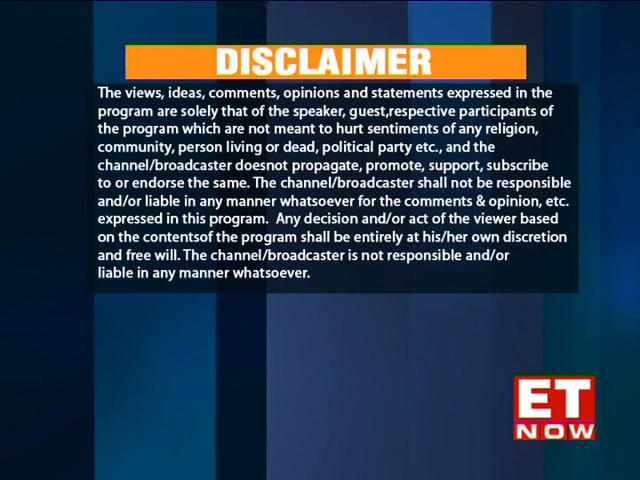 DISCLAIMER
The views, ideas, comments, opinions and statements expressed in the
program are solely that of the speaker, guest,respective participants of
the program which are not meant to hurt sentiments of any religion,
community, person living or dead, political party etc., and the
channel/broadcaster doesnot propagate, promote, support, subscribe
to or endorse the same. The channel/broadcaster shall not be responsible
and/or liable in any manner whatsoever for the comments & opinion, etc.
expressed in this program.  Any decision and/or act of the viewer based
on the contentsof the program shall be entirely at his/her own discretion
and free will. The channel/broadcaster is not responsible and/or
liable in any manner whatsoever.
ET
NOW